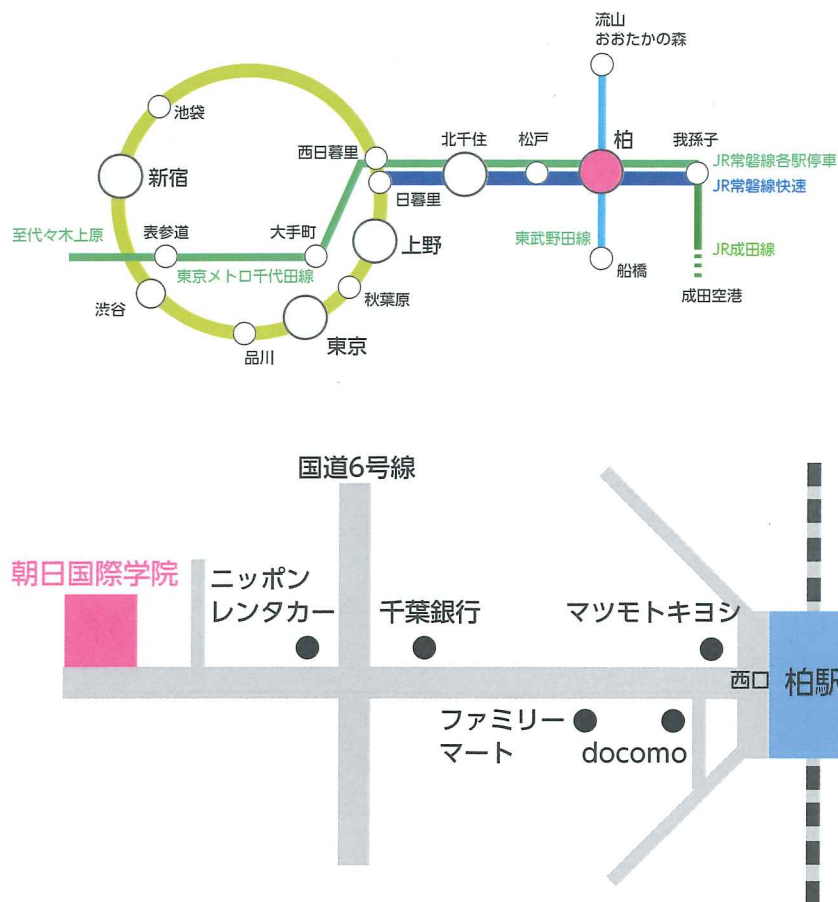 流山
おおたかの森
池袋
西日暮里
北千住
松戸
柏
我孫子
JR常磐線各駅停車
新宿
日暮里
JR常磐線快速
至代々木上原
表参道
大手町
上野
東武野田線
JR成田線
東京メトロ千代田線
船橋
渋谷
秋葉原
成田空港
東京
品川
国道6号線
朝日国際学院
ニッポン
レンタカー
千葉銀行
マツモトキヨシ
西口
柏駅
ファミリー
マート
docomo